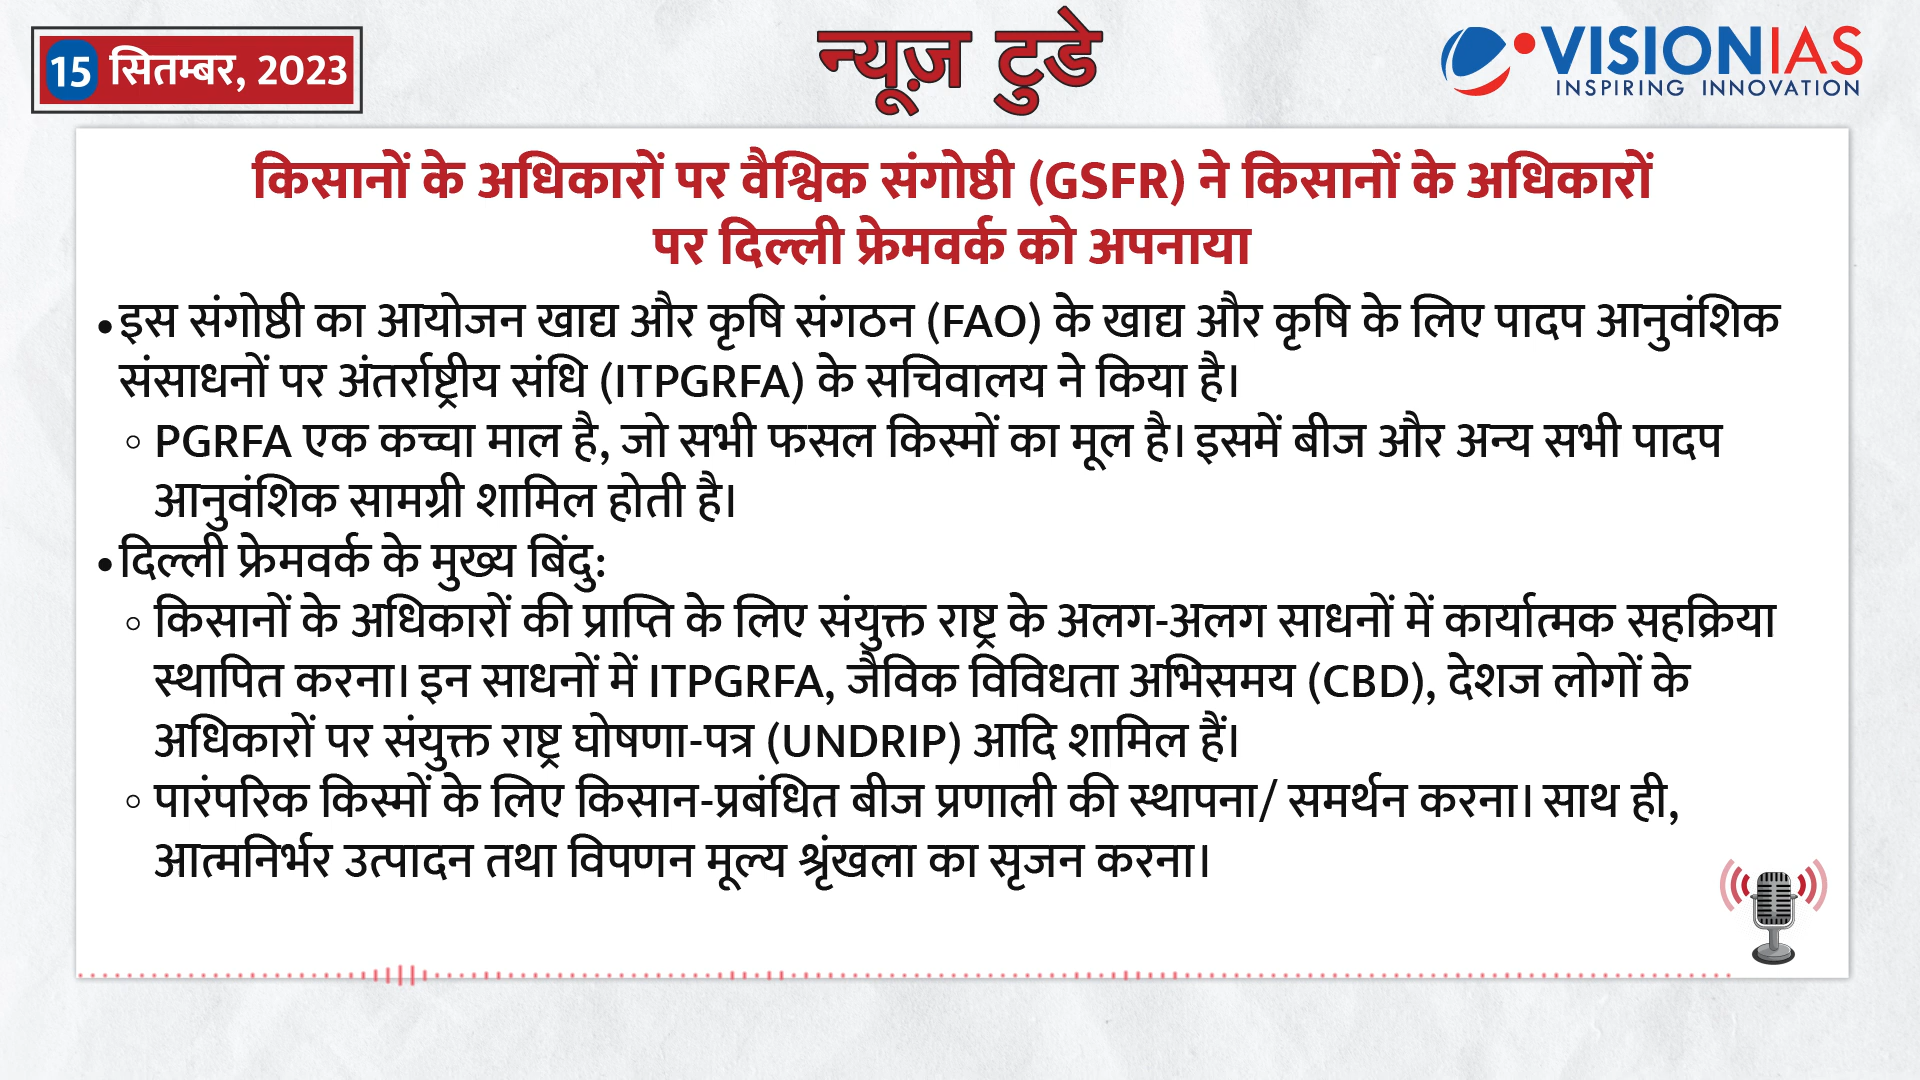 15 सितम्बर, 2023
न्यूज़ टुडे
VISIONIAS
INSPIRING INNOVATION
किसानों के अधिकारों पर वैश्विक संगोष्ठी (GSFR) ने किसानों के अधिकारों
पर दिल्ली फ्रेमवर्क को अपनाया
•इस संगोष्ठी का आयोजन खाद्य और कृषि संगठन (FAO) के खाद्य और कृषि के लिए पादप आनुवंशिक
संसाधनों पर अंतर्राष्ट्रीय संधि (ITPGRFA) के सचिवालय ने किया है।
◦ PGRFA एक कच्चा माल है, जो सभी फसल किस्मों का मूल है। इसमें बीज और अन्य सभी पादप
आनुवंशिक सामग्री शामिल होती है।
•दिल्ली फ्रेमवर्क के मुख्य बिंदु:
◦ किसानों के अधिकारों की प्राप्ति के लिए संयुक्त राष्ट्र के अलग-अलग साधनों में कार्यात्मक सहक्रिया
स्थापित करना। इन साधनों में ITPGRFA, जैविक विविधता अभिसमय (CBD), देशज लोगों के
अधिकारों पर संयुक्त राष्ट्र घोषणा-पत्र (UNDRIP) आदि शामिल हैं।
◦ पारंपरिक किस्मों के लिए किसान-प्रबंधित बीज प्रणाली की स्थापना/ समर्थन करना। साथ ही,
आत्मनिर्भर उत्पादन तथा विपणन मूल्य श्रृंखला का सृजन करना।